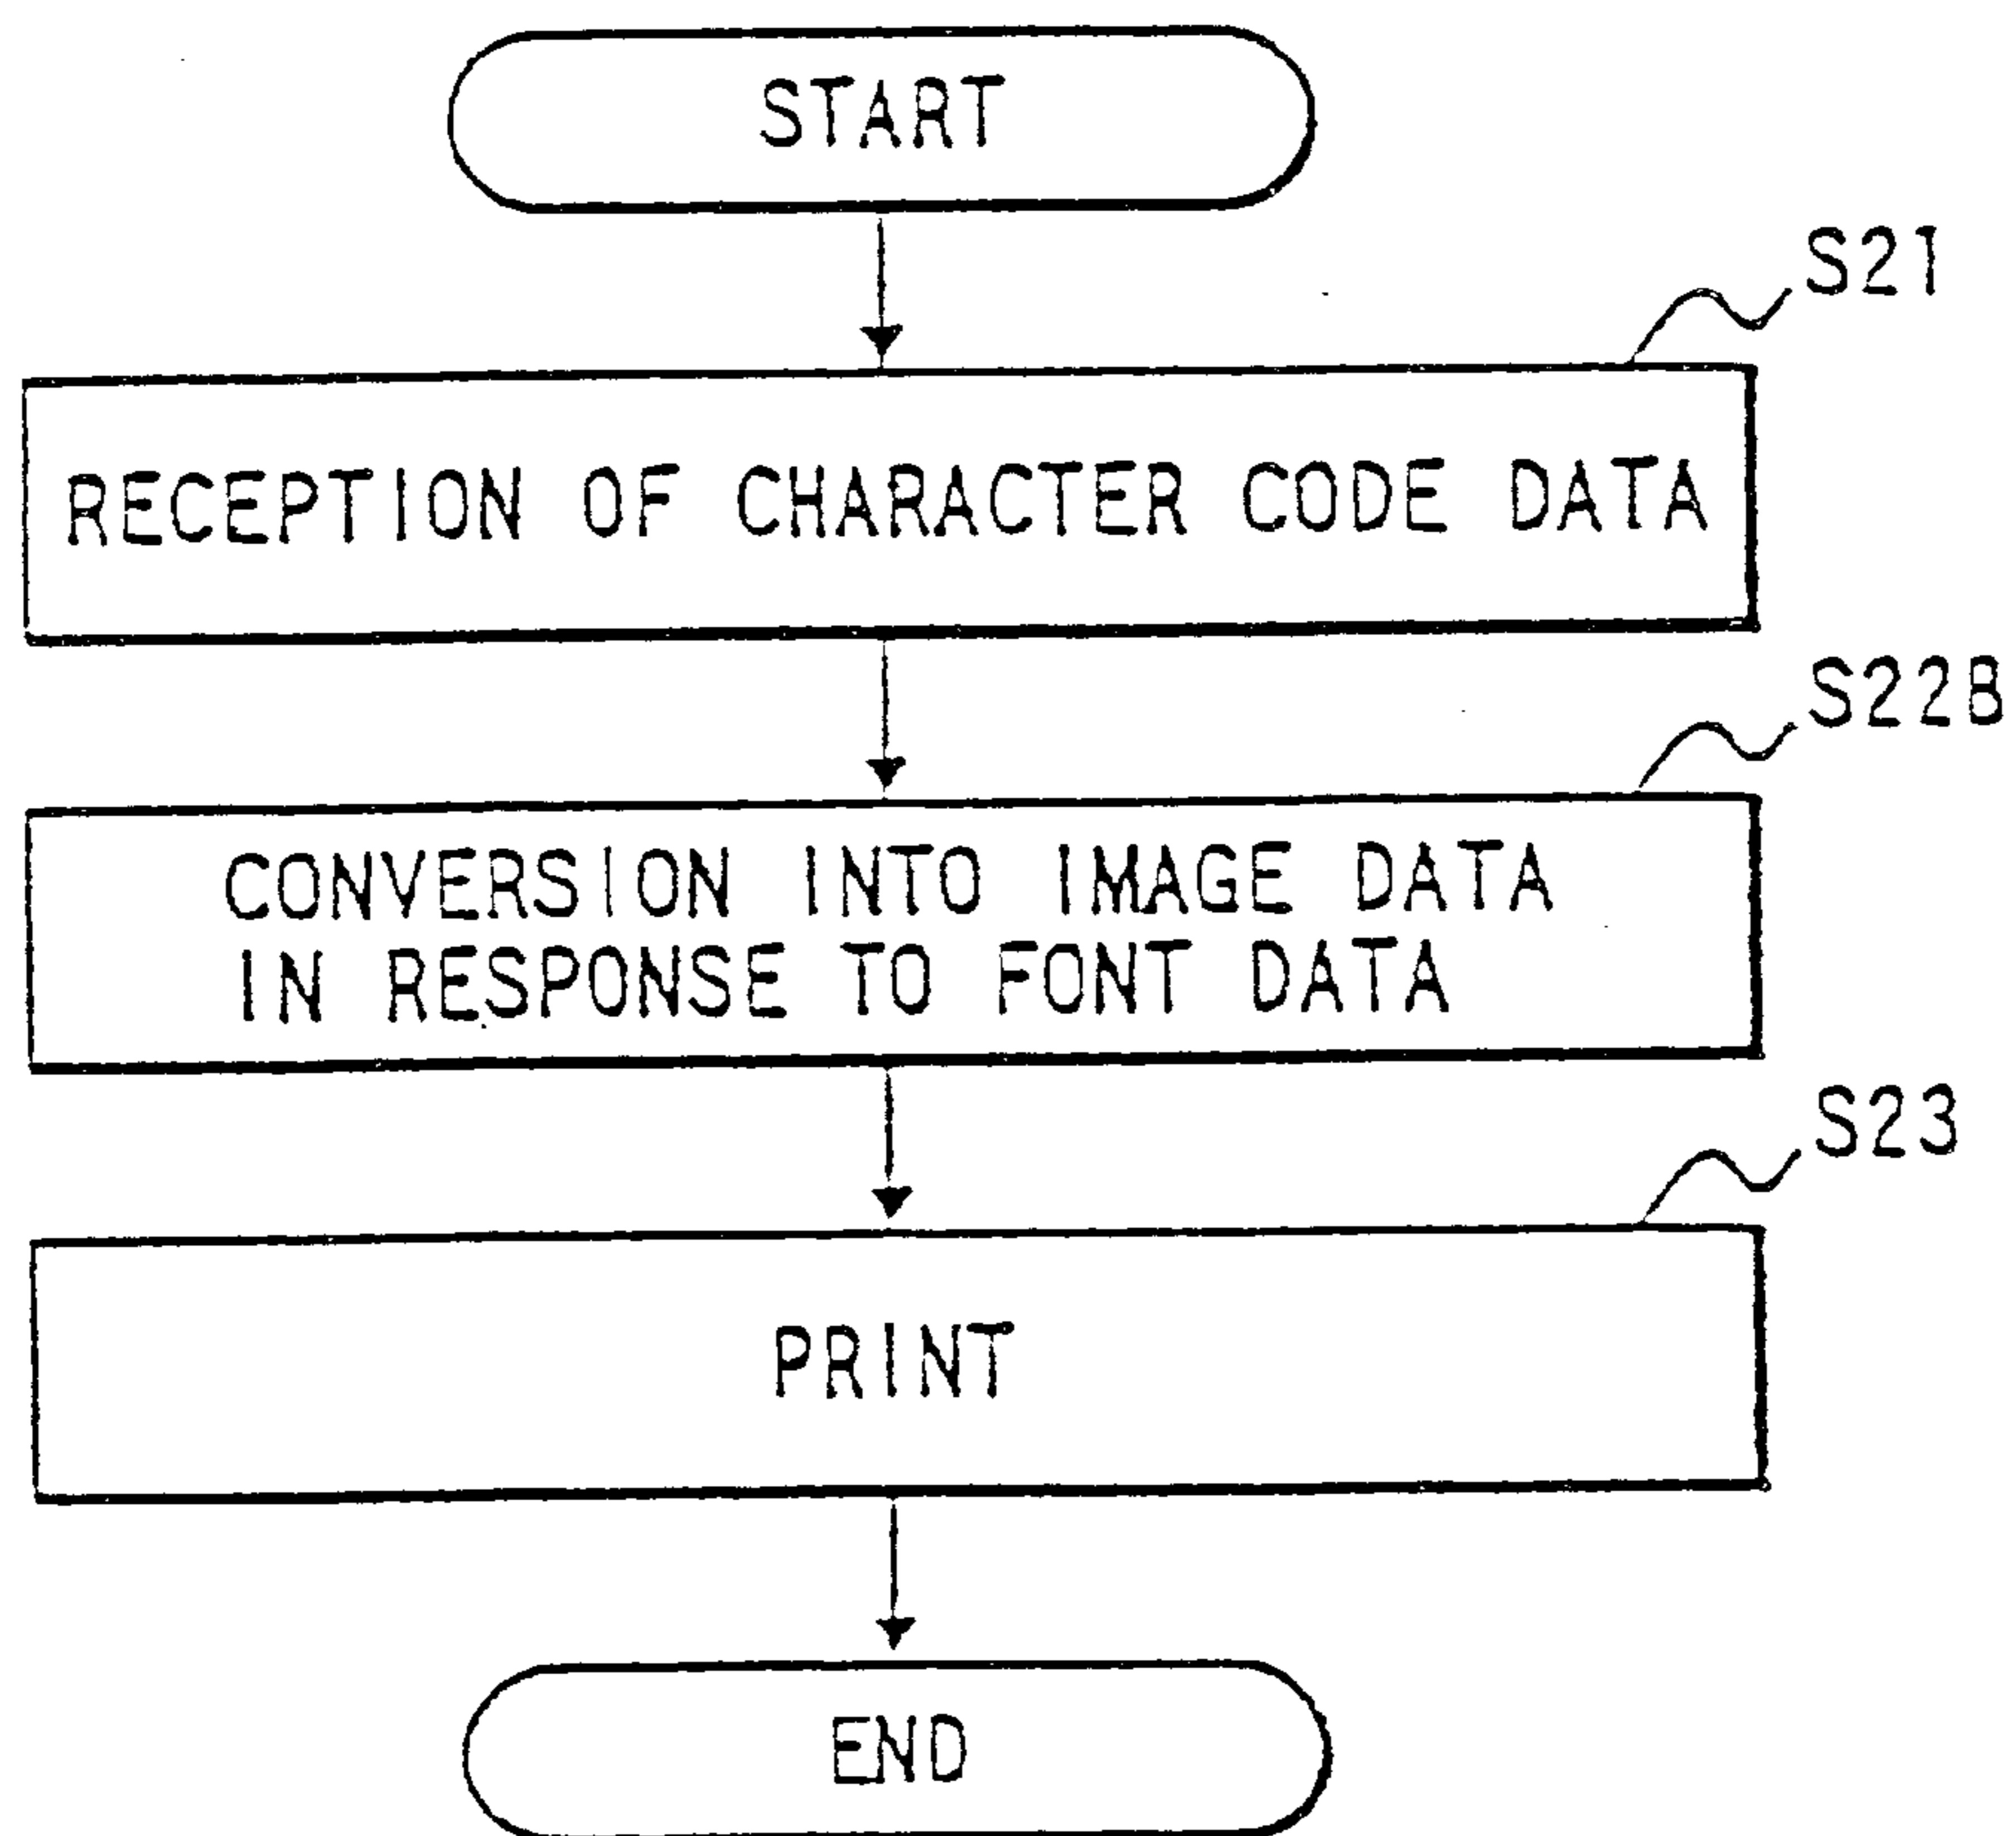 START
S21
RECEPTION OF CHARACTER CODE DATA
S22B
CONVERSION INTO IMAGE DATA
IN RESPONSE TO FONT DATA
S23
PRINT
END